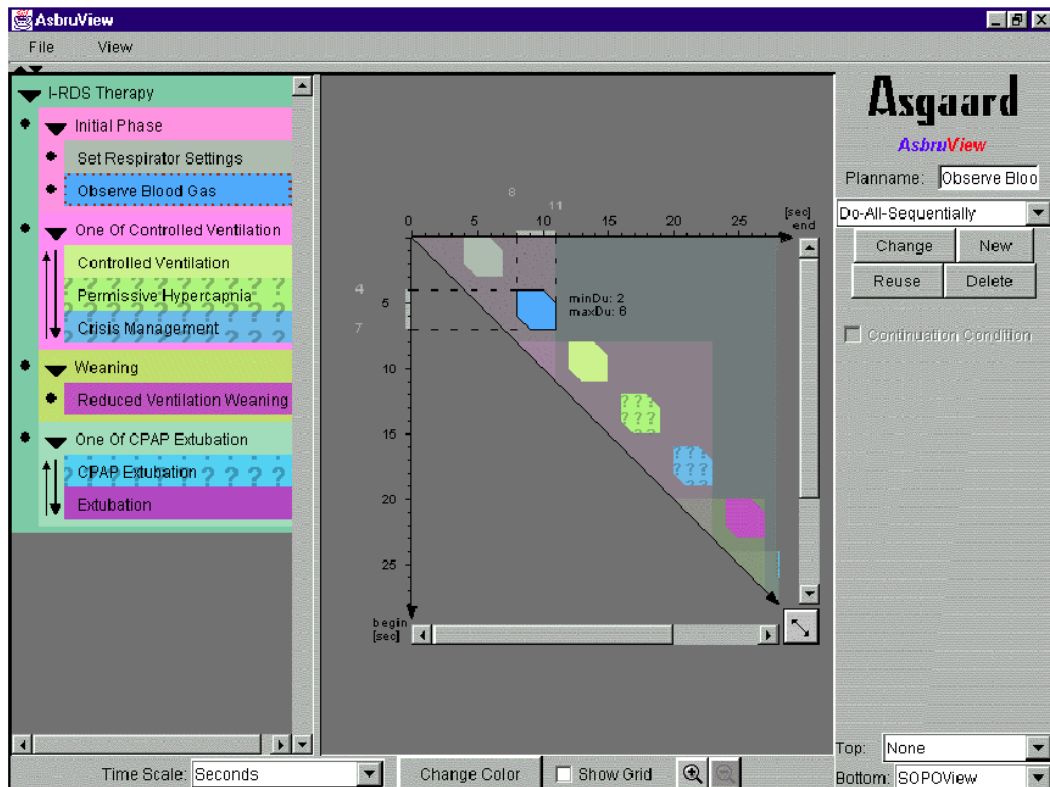 AsbruView
File View
I-RDS Therapy
Initial Phase
Set Respirator Settings
Observe Blood Gas
One Of Controlled Ventilation
Controlled Ventilation
Permissive Hypercapnia
Crisis Management
Weaning
Reduced Ventilation Weaning
One Of CPAP Extubation
CPAP Extubation
Extubation
8
11
0 5 10 15 20 25 [sec]
end
4
5
7
10
15
20
25
minDu: 2
maxDu: 6
? ? ?
? ? ?
? ? ?
? ? ?
begin
[sec]
Asgaard
AsbruView
Planname: Observe Bloo
Do-All-Sequentially
Change New
Reuse Delete
Continuation Condition
Top: None
Bottom: SOPOView
Time Scale: Seconds Change Color Show Grid